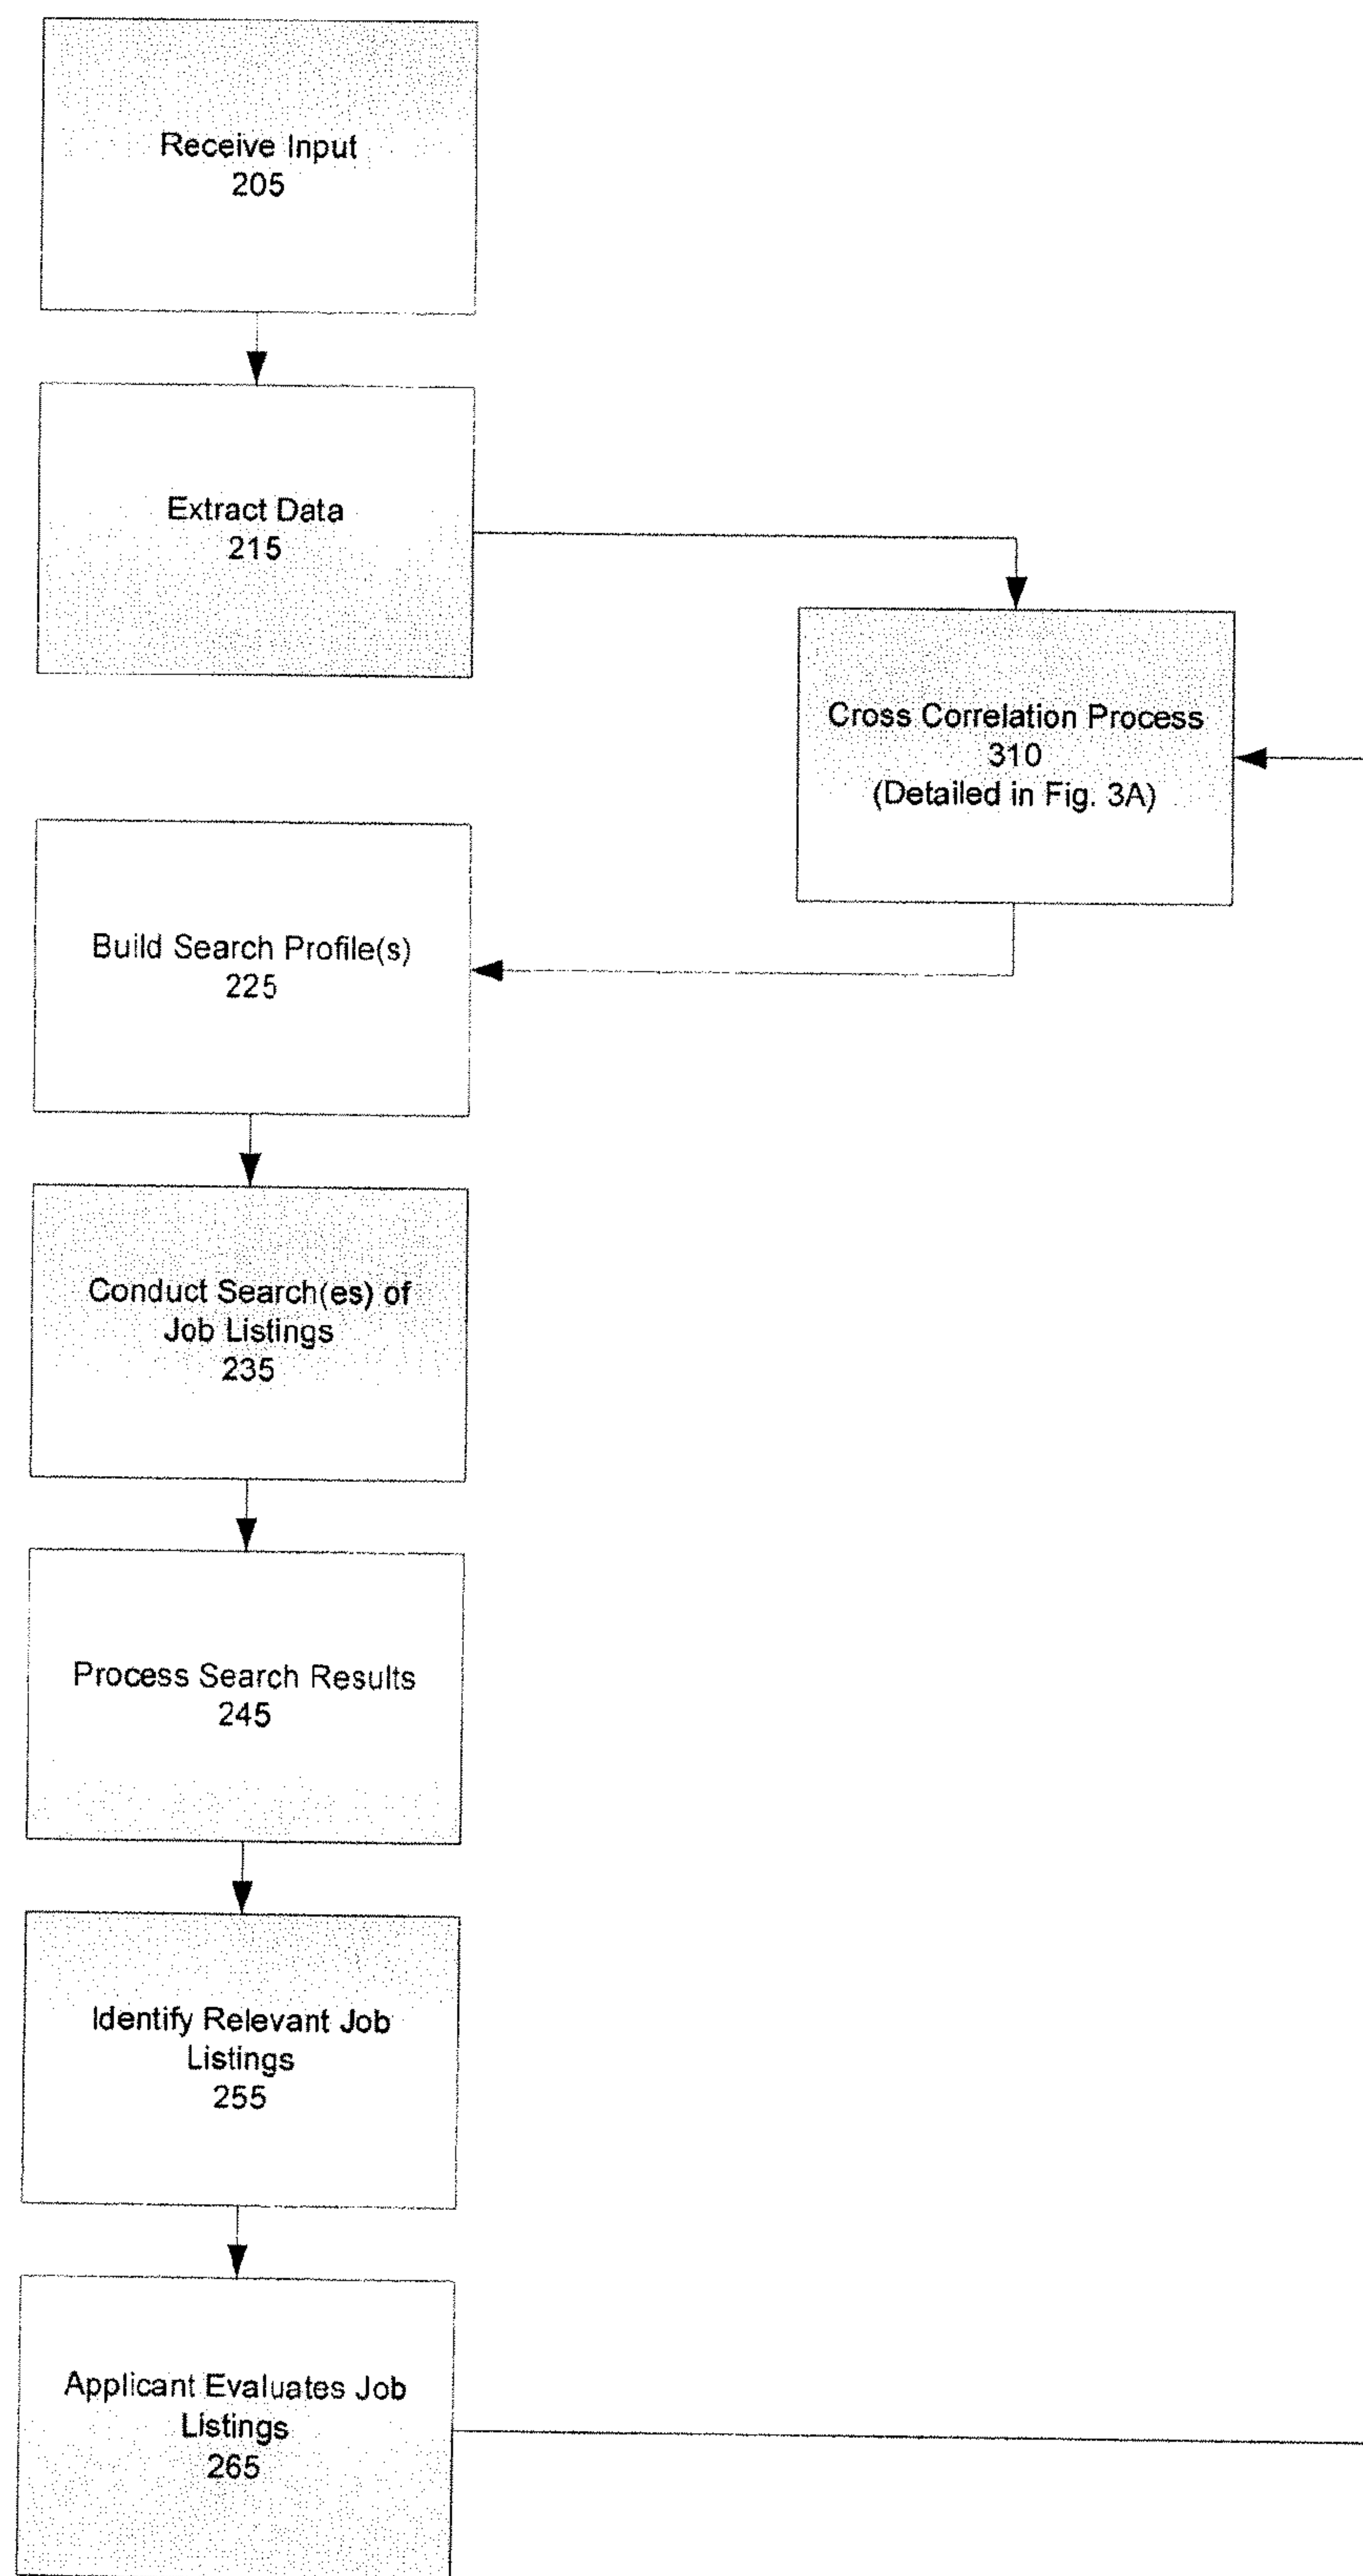 Receive Input
205
Extract Data
215
Cross Correlation Process
310
(Detailed in Fig. 3A)
Build Search Profile(s)
225
Conduct Search(es) of
Job Listings
235
Process Search Results
245
Identify Relevant Job
Listings
255
Applicant Evaluates Job
Listings
265